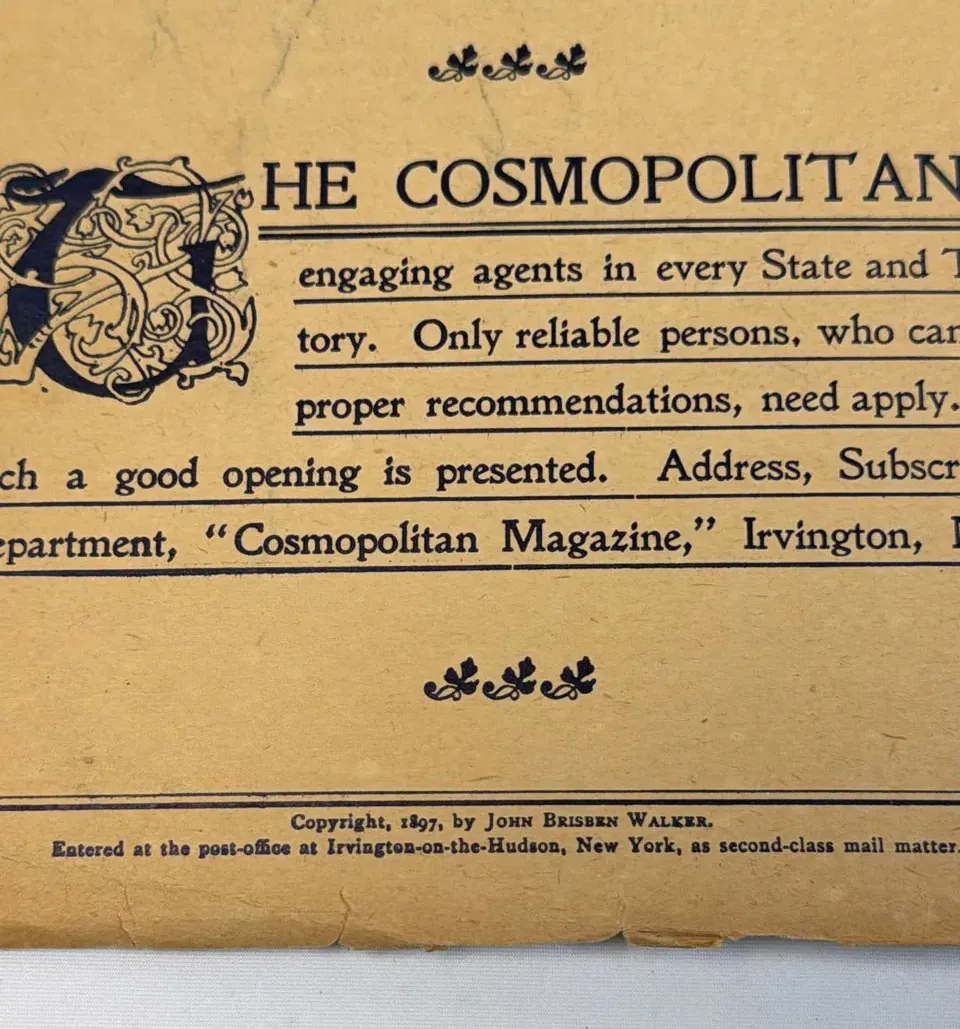 THE COSMOPOLITAN
engaging agents in every State and T
tory. Only reliable persons, who can
proper recommendations, need apply.
ch a good opening is presented. Address, Subscr
epartment, "Cosmopolitan Magazine," Irvington,
Copyright, 1897, by JOHN BRISBEN WALKER.
Entered at the post-office at Irvington-on-the-Hudson, New York, as second-class mail matter.